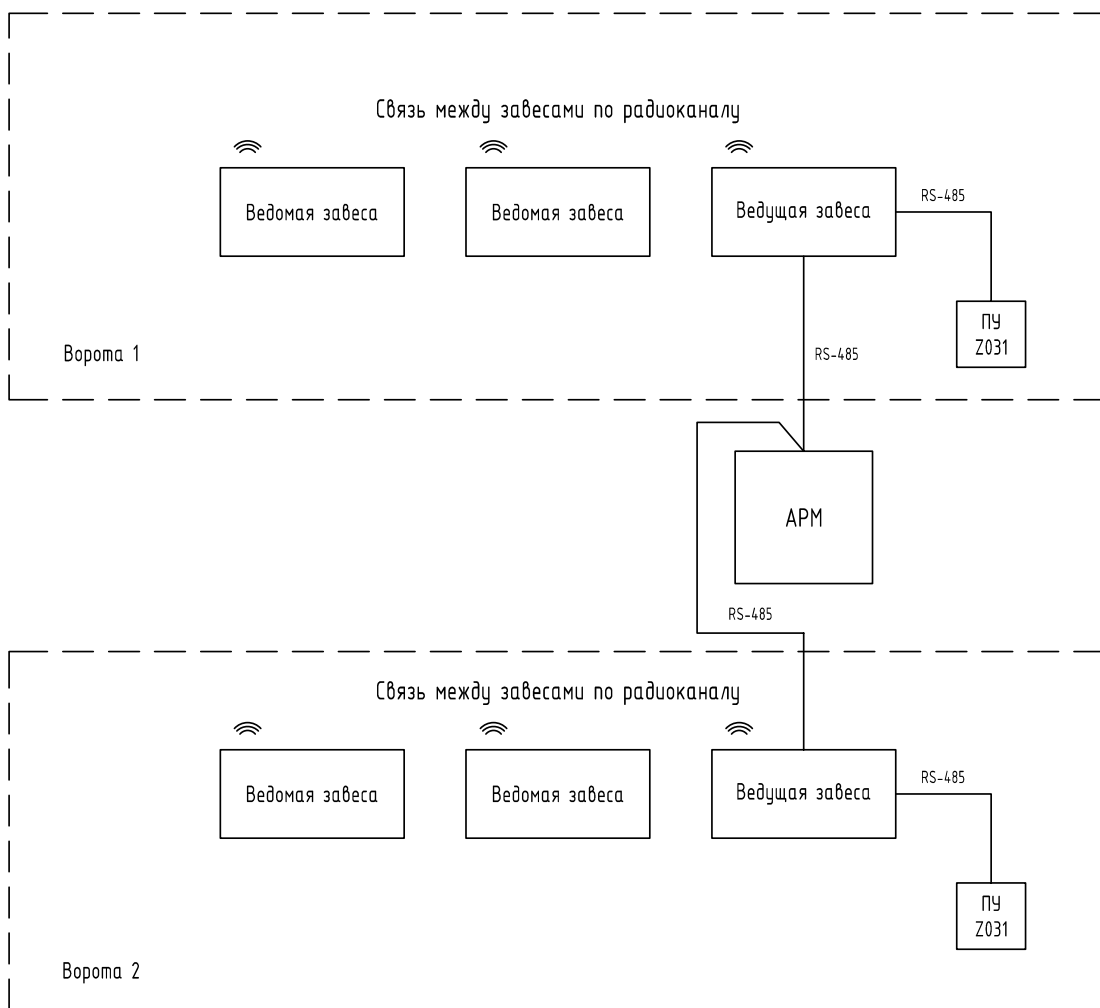 Связь между завесами по радиоканалу
Ведомая завеса
Ведомая завеса
Ведущая завеса
RS-485
ПУ
Z031
Ворота 1
RS-485
АРМ
RS-485
Связь между завесами по радиоканалу
Ведомая завеса
Ведомая завеса
Ведущая завеса
RS-485
ПУ
Z031
Ворота 2